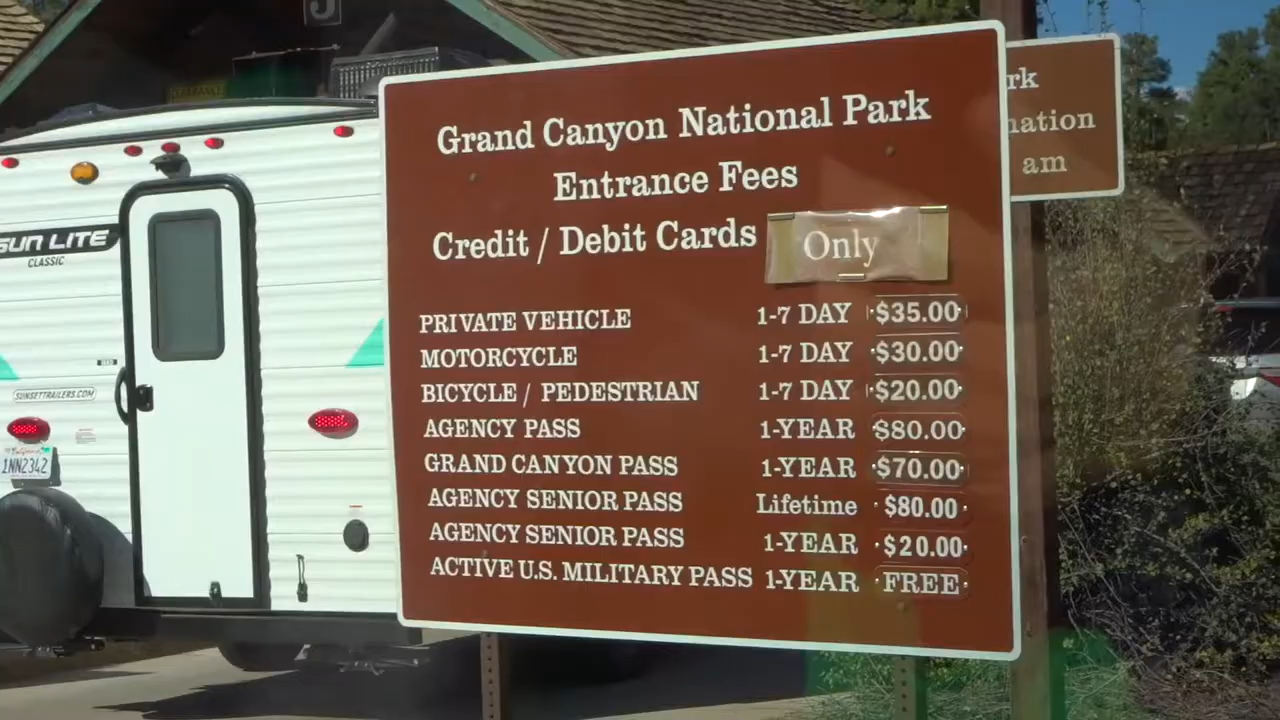 J
Grand Canyon National Park
Entrance Fees
Credit / Debit Cards Only
PRIVATE VEHICLE 1-7 DAY $35.00
MOTORCYCLE 1-7 DAY $30.00
BICYCLE / PEDESTRIAN 1-7 DAY $20.00
AGENCY PASS 1-YEAR $80.00
GRAND CANYON PASS 1-YEAR $70.00
AGENCY SENIOR PASS Lifetime $80.00
AGENCY SENIOR PASS 1-YEAR $20.00
ACTIVE U.S. MILITARY PASS 1-YEAR FREE
rk
nation
am
SUN LITE
CLASSIC
SUNSETTRAILERS.COM
California
1NN2342